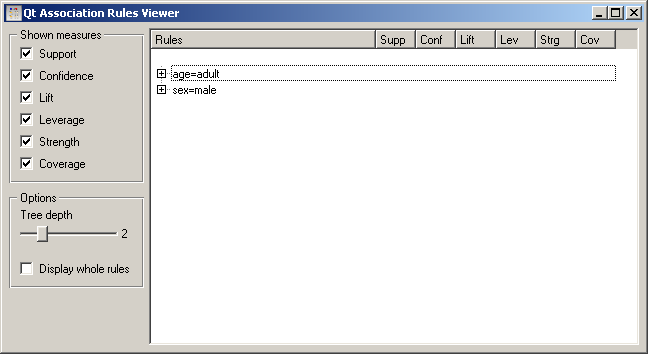 Qt Association Rules Viewer
Shown measures
Support
Confidence
Lift
Leverage
Strength
Coverage
Options
Tree depth
2
Display whole rules
Rules Supp Conf Lift Lev Strg Cov
age=adult
sex=male